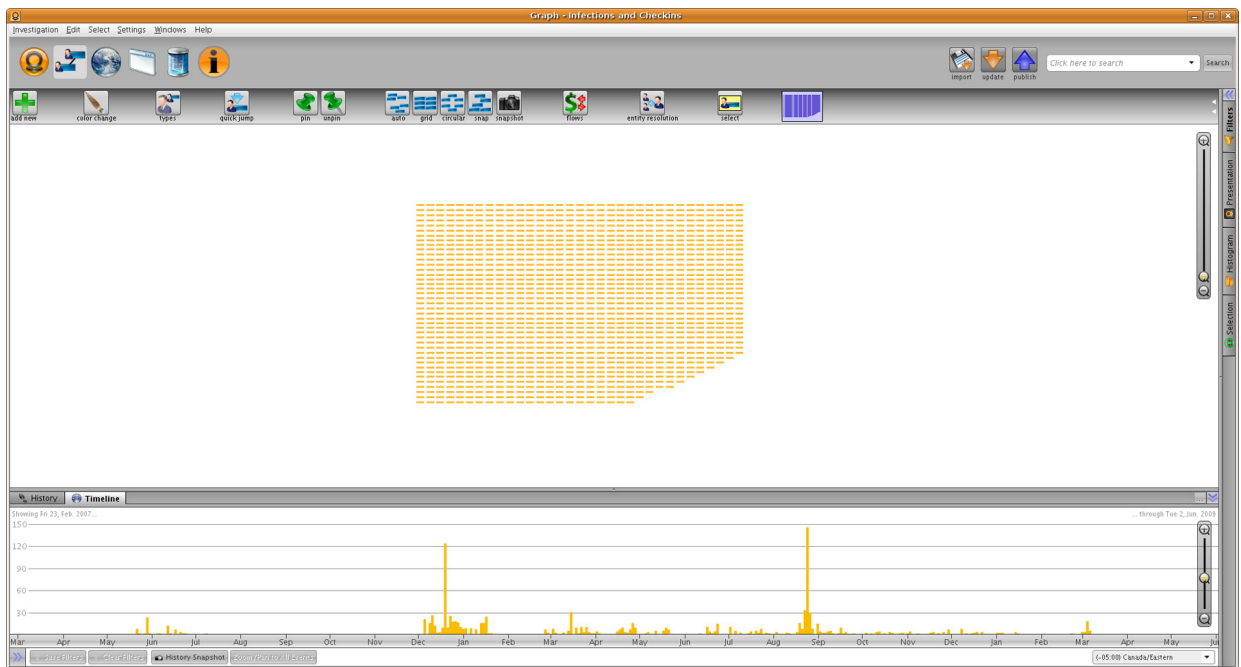 Graph - Infections and Checkins
Investigation Edit Select Settings Windows Help
Click here to search
Search
import update publish
add new color change types quick jump pin unpin auto grid circular snap snapshot flows entity resolution select
Filters
Presentation
Histogram
Selection
History Timeline
Showing Fri 23, Feb. 2007...
... through Tue 2, Jun. 2009
150
120
90
60
30
Mar Apr May Jun Jul Aug Sep Oct Nov Dec Jan Feb Mar Apr May Jun Jul Aug Sep Oct Nov Dec Jan Feb Mar Apr May Jun
History Snapshot
(-05:00) Canada/Eastern